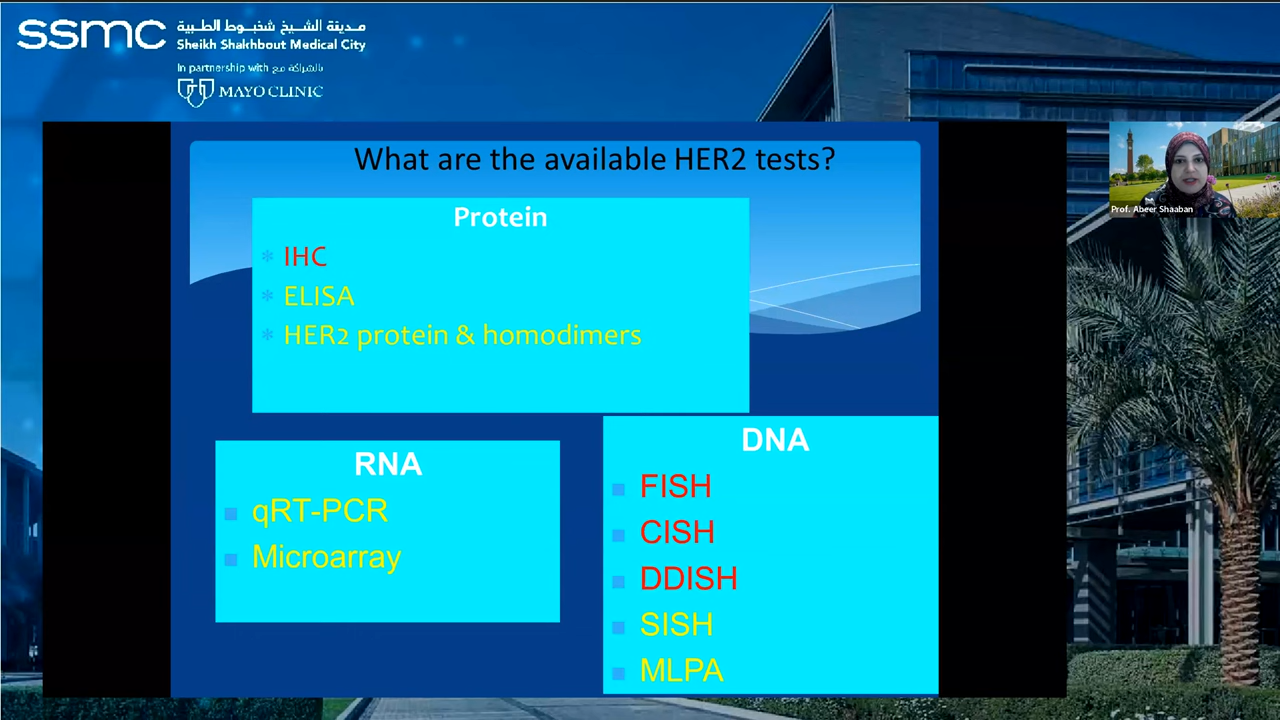 ssmc
مدينة الشيخ شخبوط الطبية
Sheikh Shakhbout Medical City
In partnership with بالشراكة مع
MAYO CLINIC
What are the available HER2 tests?
Protein
IHC
ELISA
HER2 protein & homodimers
RNA
qRT-PCR
Microarray
DNA
FISH
CISH
DDISH
SISH
MLPA
Prof. Abeer Shaaban